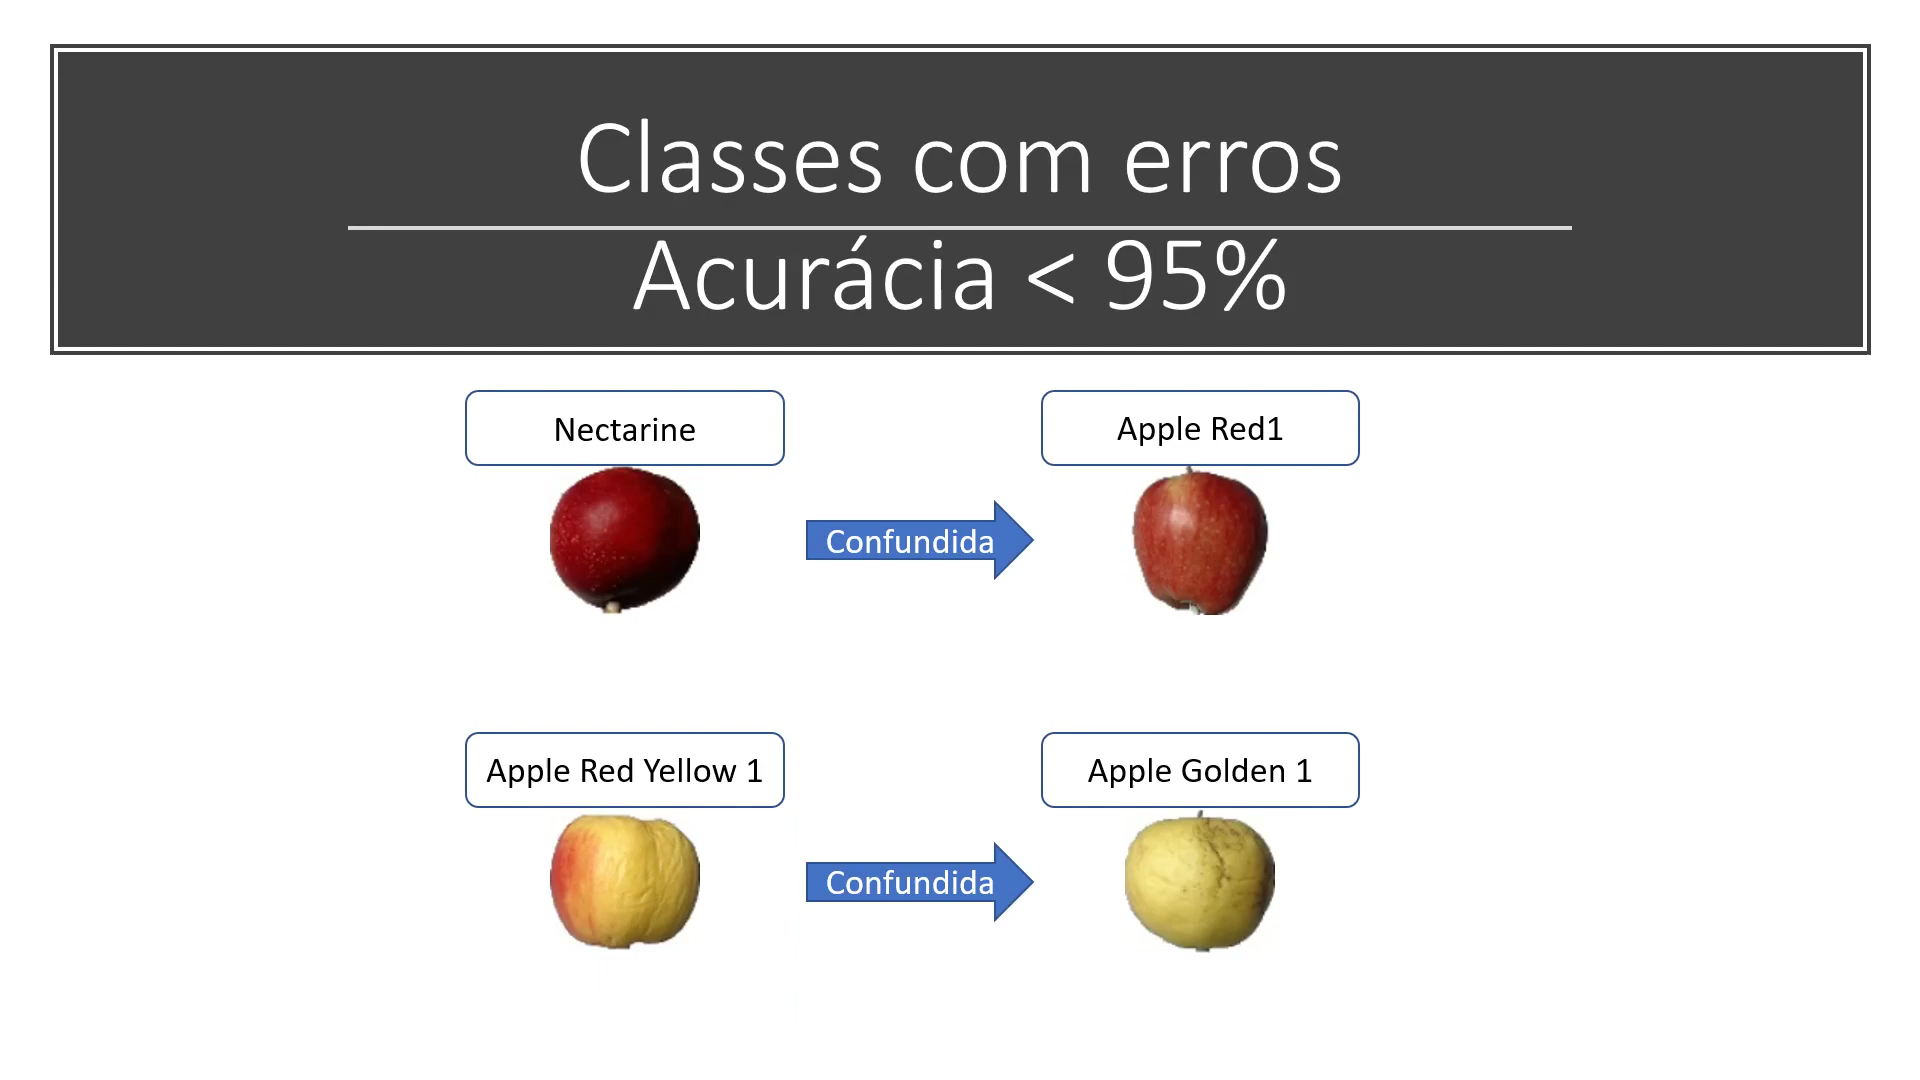 Classes com erros
Acurácia < 95%
Nectarine
Apple Red1
Confundida
Apple Red Yellow 1
Apple Golden 1
Confundida